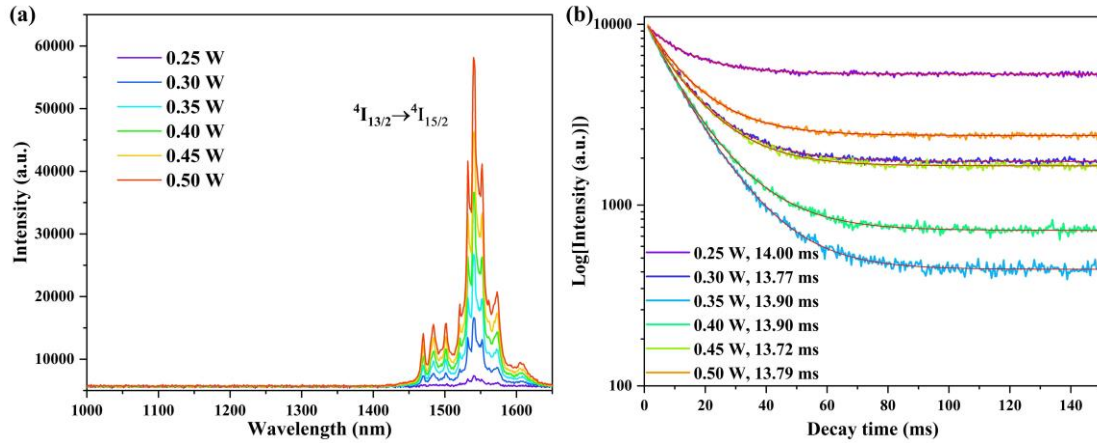 (a)
60000
50000
40000
30000
20000
10000
Intensity (a.u.)
0.25 W
0.30 W
0.35 W
0.40 W
0.45 W
0.50 W
⁴I₁₃/₂→⁴I₁₅/₂
1000 1100 1200 1300 1400 1500 1600
Wavelength (nm)
(b)
10000
1000
100
Log[Intensity (a.u.)])
0.25 W, 14.00 ms
0.30 W, 13.77 ms
0.35 W, 13.90 ms
0.40 W, 13.90 ms
0.45 W, 13.72 ms
0.50 W, 13.79 ms
0 20 40 60 80 100 120 140
Decay time (ms)